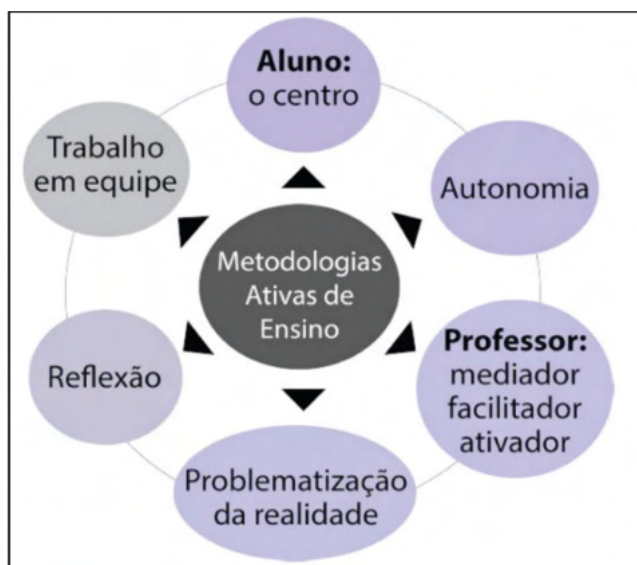 Aluno:
o centro
Autonomia
Professor:
mediador
facilitador
ativador
Problematização
da realidade
Reflexão
Trabalho
em equipe
Metodologias
Ativas de
Ensino